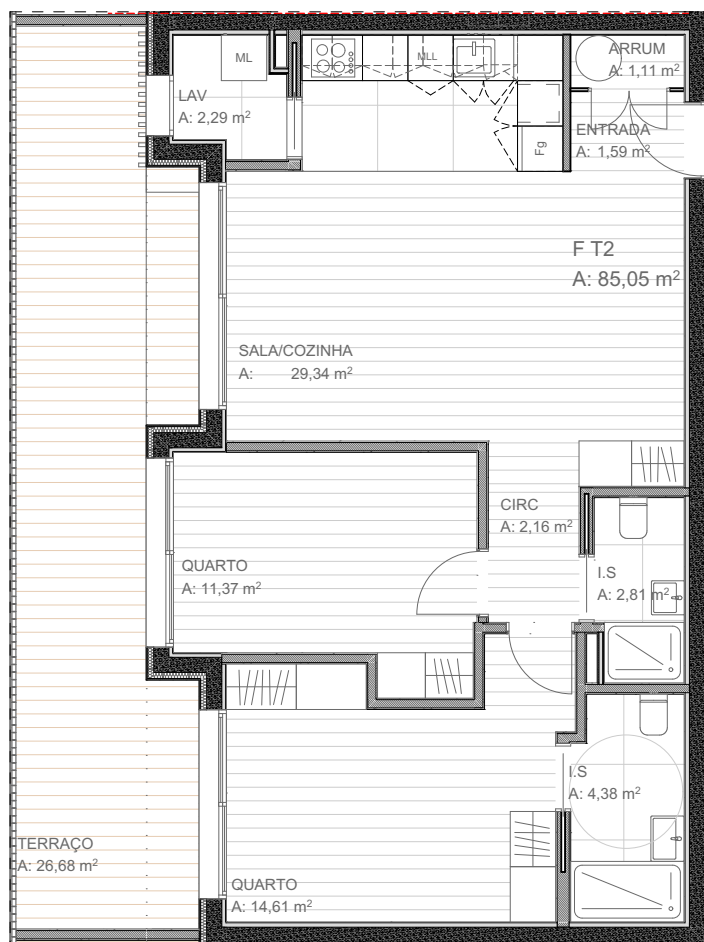 ML
MLL
ARRUM
A: 1,11 m²
LAV
A: 2,29 m²
ENTRADA
A: 1,59 m²
Fg
F T2
A: 85,05 m²
SALA/COZINHA
A: 29,34 m²
CIRC
A: 2,16 m²
QUARTO
A: 11,37 m²
I.S
A: 2,81 m²
I.S
A: 4,38 m²
TERRAÇO
A: 26,68 m²
QUARTO
A: 14,61 m²